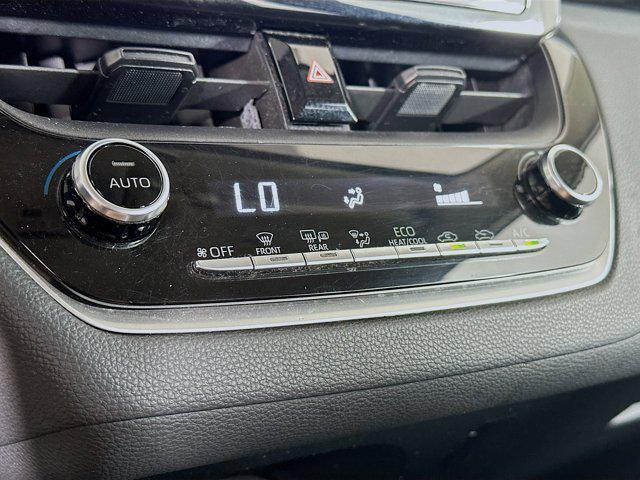 AUTO
LO
OFF
FRONT
REAR
ECO
HEAT/COOL
A/C